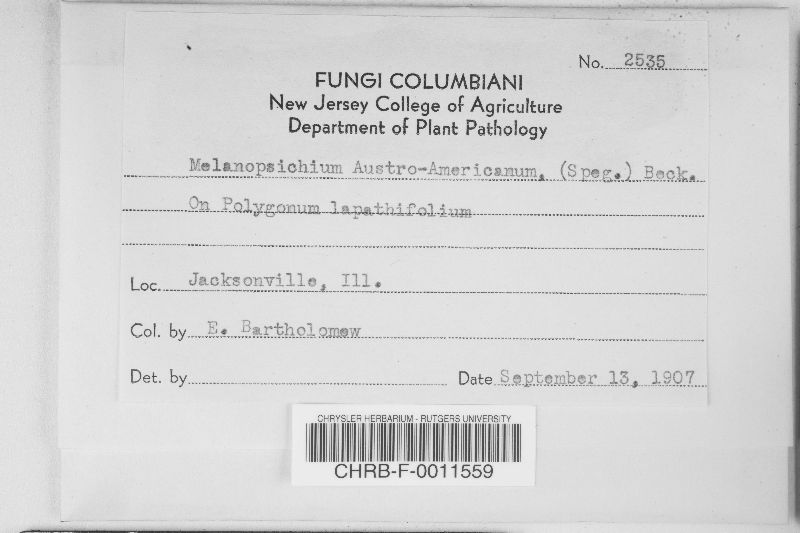 No. 2535
FUNGI COLUMBIANI
New Jersey College of Agriculture
Department of Plant Pathology
Melanopsichium Austro-Americanum, (Speg.) Beck.
On Polygonum lapathifolium
Loc. Jacksonville, Ill.
Col. by E. Bartholomew
Det. by
Date September 13, 1907
CHRYSLER HERBARIUM - RUTGERS UNIVERSITY
CHRB-F-0011559